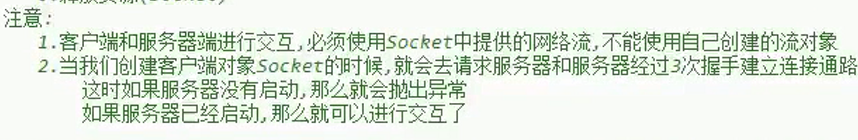 注意:
1.客户端和服务器端进行交互,必须使用Socket中提供的网络流,不能使用自己创建的流对象
2.当我们创建客户端对象Socket的时候,就会去请求服务器和服务器经过3次握手建立连接通路
这时如果服务器没有启动,那么就会抛出异常
如果服务器已经启动,那么就可以进行交互了